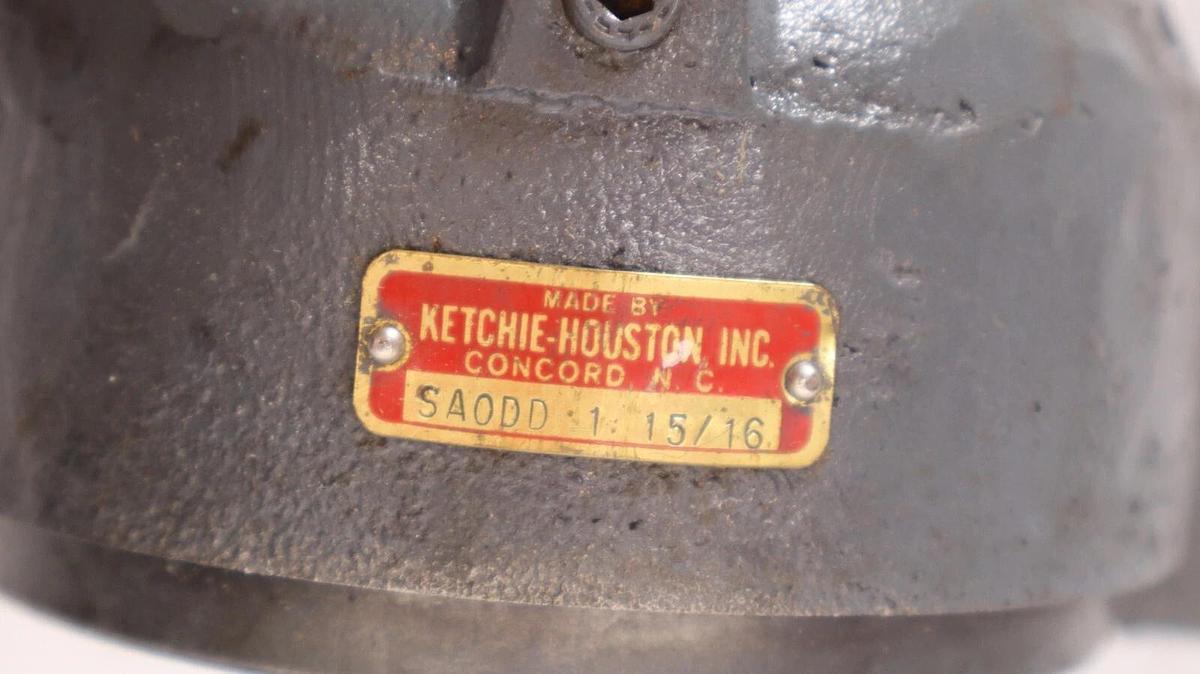 MADE BY
KETCHIE-HOUSTON, INC.
CONCORD, N. C.
SAODD 1 15/16